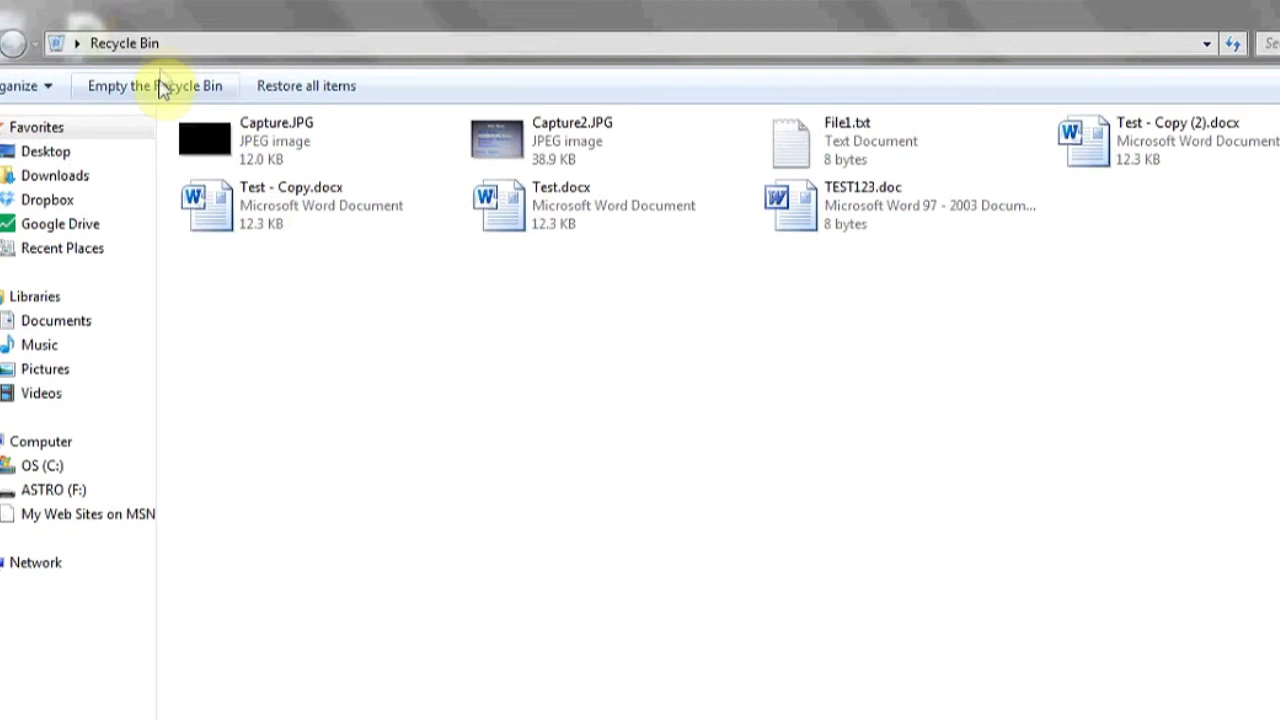 Recycle Bin
Se
ganize
Empty the Recycle Bin
Restore all items
Favorites
Desktop
Downloads
Dropbox
Google Drive
Recent Places
Libraries
Documents
Music
Pictures
Videos
Computer
OS (C:)
ASTRO (F:)
My Web Sites on MSN
Network
Capture.JPG
JPEG image
12.0 KB
Capture2.JPG
JPEG image
38.9 KB
File1.txt
Text Document
8 bytes
Test - Copy (2).docx
Microsoft Word Document
12.3 KB
Test - Copy.docx
Microsoft Word Document
12.3 KB
Test.docx
Microsoft Word Document
12.3 KB
TEST123.doc
Microsoft Word 97 - 2003 Docum...
8 bytes